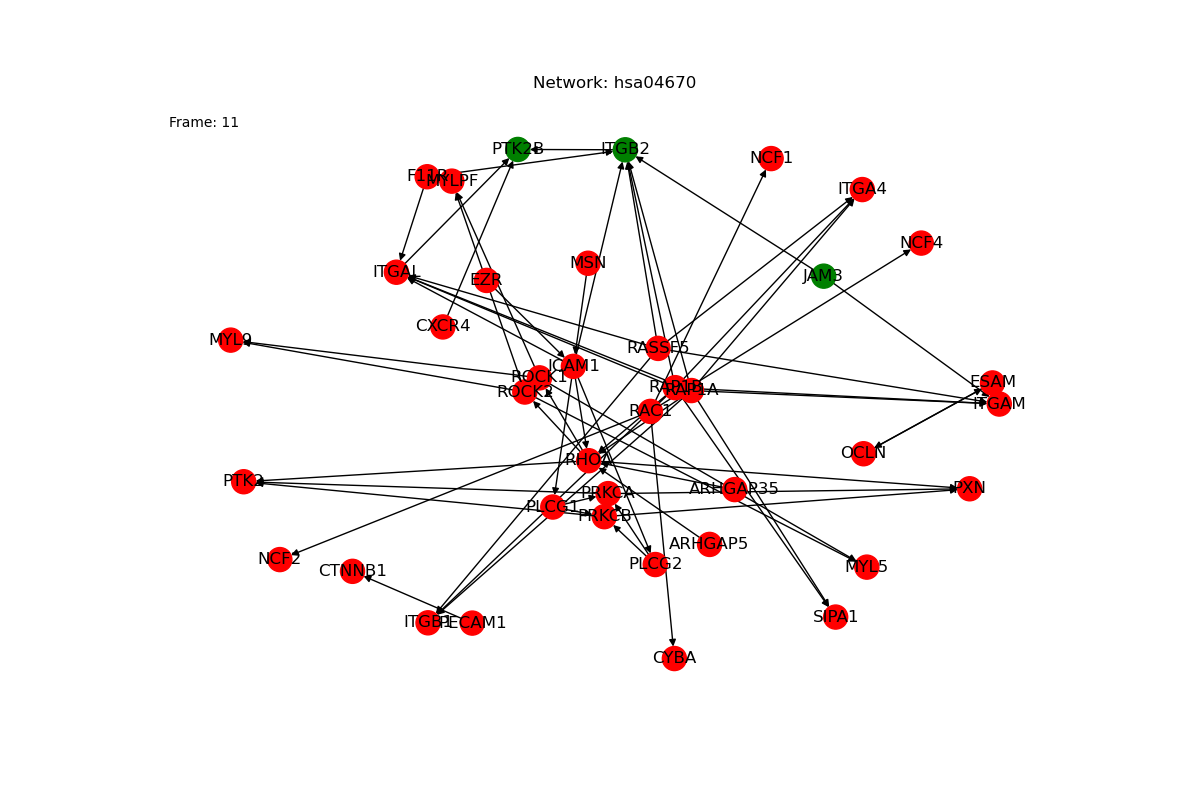 Network: hsa04670
Frame: 11
PTK2B
ITGB2
NCF1
F11R
MYLPF
ITGA4
NCF4
MSN
ITGAL
EZR
JAM3
CXCR4
MYL9
RASSF5
ICAM1
ROCK1
ROCK2
RAP1B
RAP1A
ESAM
ITGAM
RAC1
OCLN
RHOA
PTK2
PRKCA
ARHGAP35
PXN
PLCG1
PRKCB
ARHGAP5
NCF2
CTNNB1
PLCG2
MYL5
ITGB1
PECAM1
SIPA1
CYBA